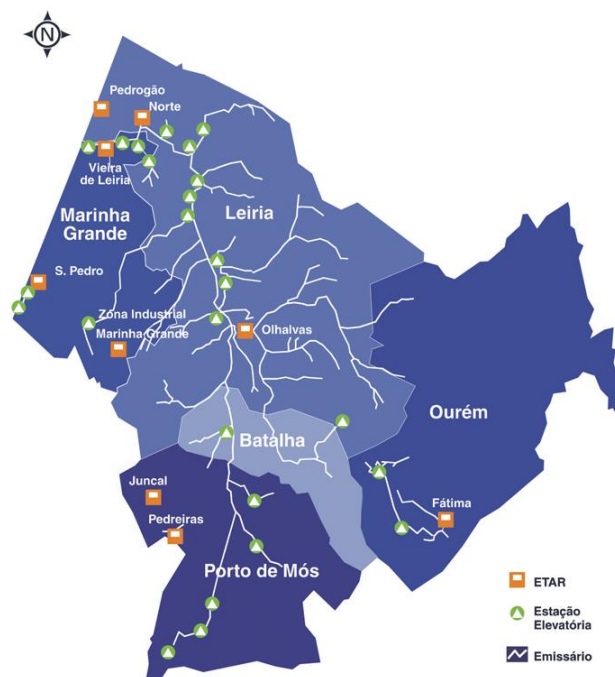 N
Pedrogão
Norte
Vieira
de Leiria
Marinha
Grande
Leiria
S. Pedro
Zona Industrial
Marinha Grande
Olhalvas
Ourém
Batalha
Juncal
Fátima
Pedreiras
Porto de Mós
ETAR
Estação
Elevatória
Emissário